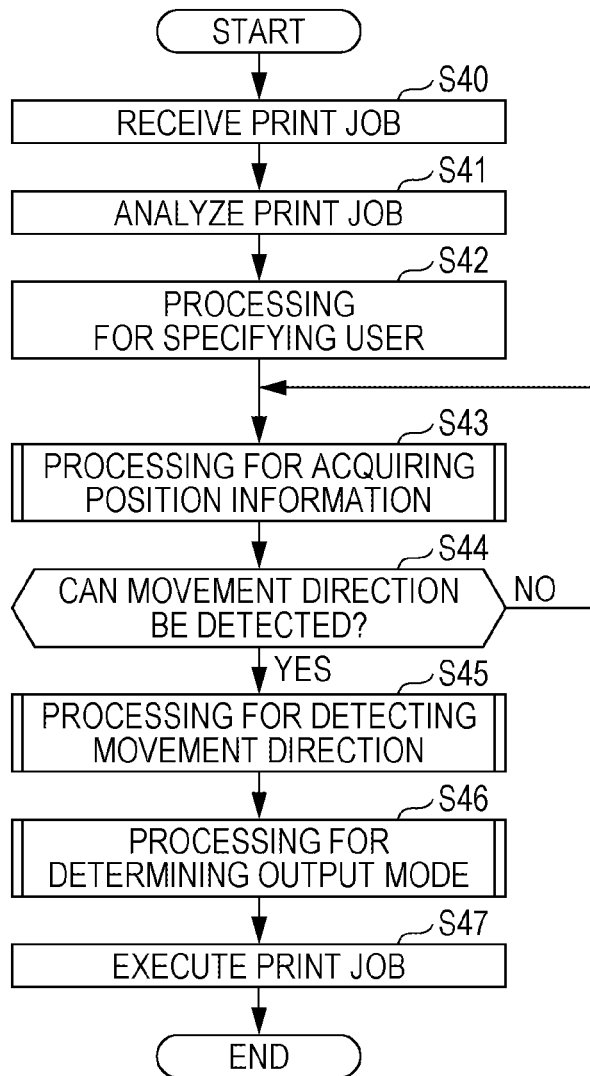 START
S40
RECEIVE PRINT JOB
S41
ANALYZE PRINT JOB
S42
PROCESSING
FOR SPECIFYING USER
S43
PROCESSING FOR ACQUIRING
POSITION INFORMATION
S44
CAN MOVEMENT DIRECTION
BE DETECTED?
NO
YES
S45
PROCESSING FOR DETECTING
MOVEMENT DIRECTION
S46
PROCESSING FOR
DETERMINING OUTPUT MODE
S47
EXECUTE PRINT JOB
END